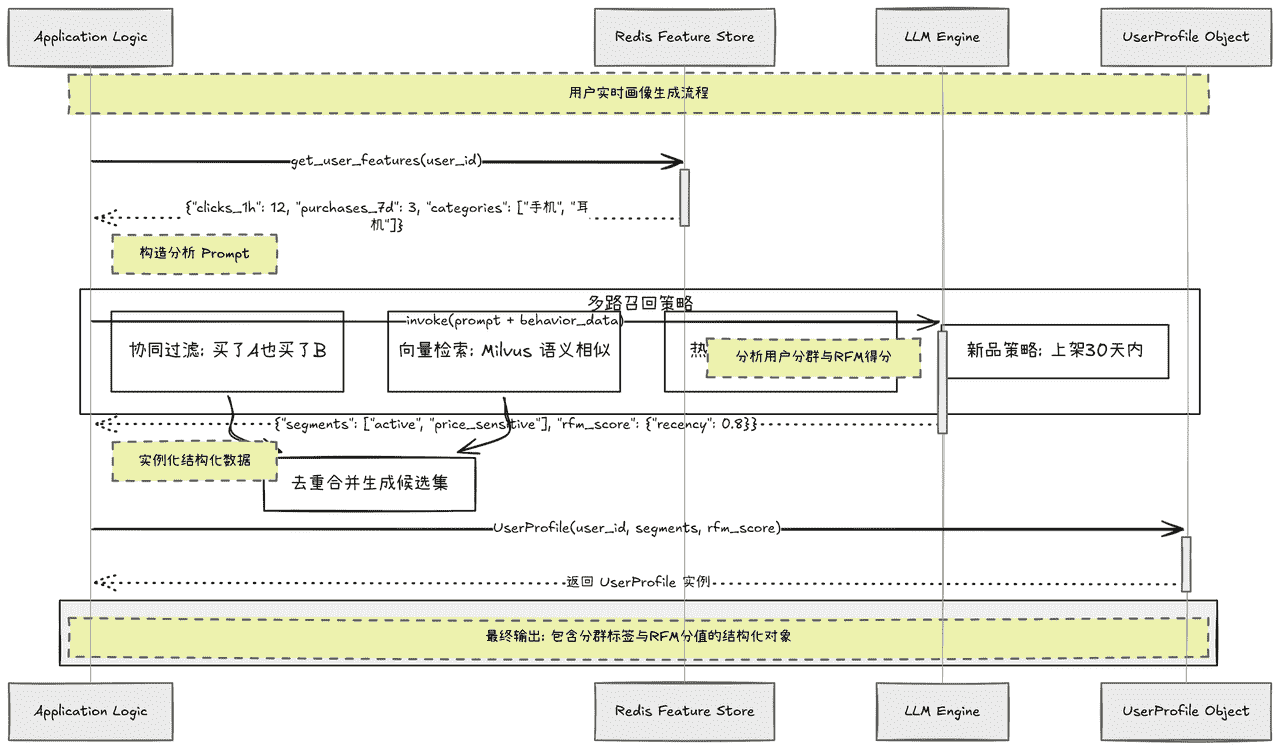 Application Logic
Redis Feature Store
LLM Engine
UserProfile Object
用户实时画像生成流程
get_user_features(user_id)
{"clicks_1h": 12, "purchases_7d": 3, "categories": ["手机", "耳
机"]}
构造分析 Prompt
多路召回策略
invoke(prompt + behavior_data)
协同过滤: 买了A也买了B
向量检索: Milvus 语义相似
热
分析用户分群与RFM得分
新品策略: 上架30天内
{"segments": ["active", "price_sensitive"], "rfm_score": {"recency": 0.8}}
实例化结构化数据
去重合并生成候选集
UserProfile(user_id, segments, rfm_score)
返回 UserProfile 实例
最终输出: 包含分群标签与RFM分值的结构化对象
Application Logic
Redis Feature Store
LLM Engine
UserProfile Object